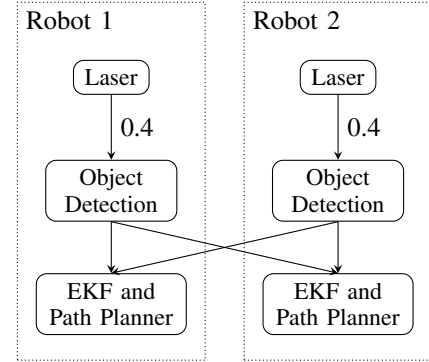 Robot 1
Robot 2
Laser
Laser
0.4
0.4
Object
Detection
Object
Detection
EKF and
Path Planner
EKF and
Path Planner